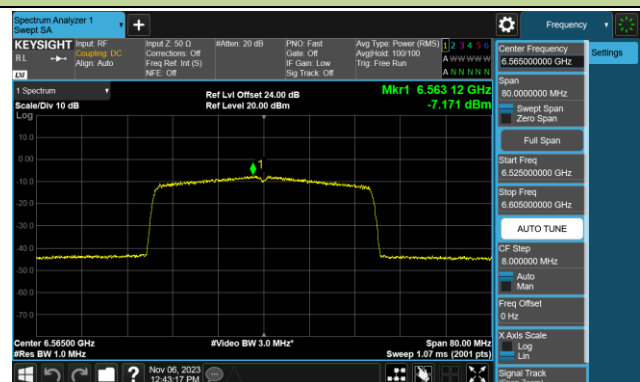 Spectrum Analyzer 1
Swept SA
Frequency
KEYSIGHT
RL
Input: RF
Coupling: DC
Align: Auto
Input Z: 50 Ω
Corrections: Off
Freq Ref: Int (S)
NFE: Off
#Atten: 20 dB
PNO: Fast
Gate: Off
IF Gain: Low
Sig Track: Off
Avg Type: Power (RMS)
Avg|Hold: 100/100
Trig: Free Run
1 2 3 4 5 6
A W W W W W
A N N N N N
LW
1 Spectrum
Scale/Div 10 dB
Ref Lvl Offset 24.00 dB
Ref Level 20.00 dBm
Mkr1 6.563 12 GHz
-7.171 dBm
Log
10.0
0.00
-10.0
-20.0
-30.0
-40.0
-50.0
-60.0
-70.0
1
Center 6.56500 GHz
#Res BW 1.0 MHz
#Video BW 3.0 MHz*
Span 80.00 MHz
Sweep 1.07 ms (2001 pts)
Nov 06, 2023
12:43:17 PM
Center Frequency
6.565000000 GHz
Settings
Span
80.0000000 MHz
Swept Span
Zero Span
Full Span
Start Freq
6.525000000 GHz
Stop Freq
6.605000000 GHz
AUTO TUNE
CF Step
8.000000 MHz
Auto
Man
Freq Offset
0 Hz
X Axis Scale
Log
Lin
Signal Track